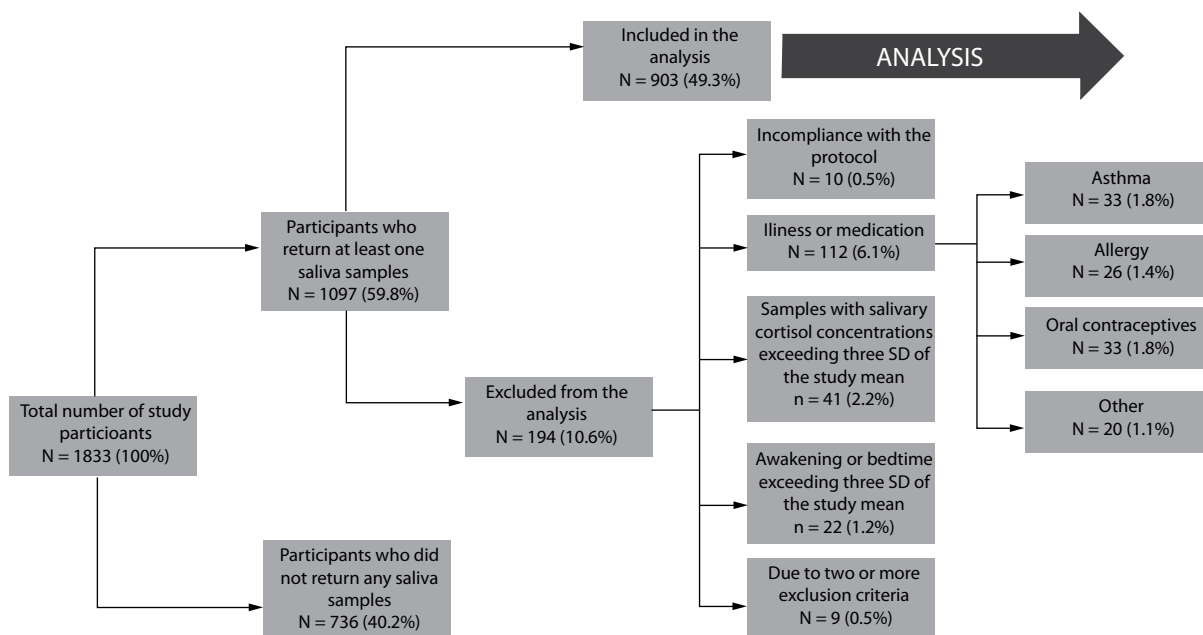 Included in the
analysis
N = 903 (49.3%)
ANALYSIS
Incompliance with the
protocol
N = 10 (0.5%)
Asthma
N = 33 (1.8%)
Participants who
return at least one
saliva samples
N = 1097 (59.8%)
Iliness or medication
N = 112 (6.1%)
Allergy
N = 26 (1.4%)
Samples with salivary
cortisol concentrations
exceeding three SD of
the study mean
n = 41 (2.2%)
Oral contraceptives
N = 33 (1.8%)
Total number of study
particioants
N = 1833 (100%)
Excluded from the
analysis
N = 194 (10.6%)
Other
N = 20 (1.1%)
Awakening or bedtime
exceeding three SD of
the study mean
n = 22 (1.2%)
Participants who did
not return any saliva
samples
N = 736 (40.2%)
Due to two or more
exclusion criteria
N = 9 (0.5%)